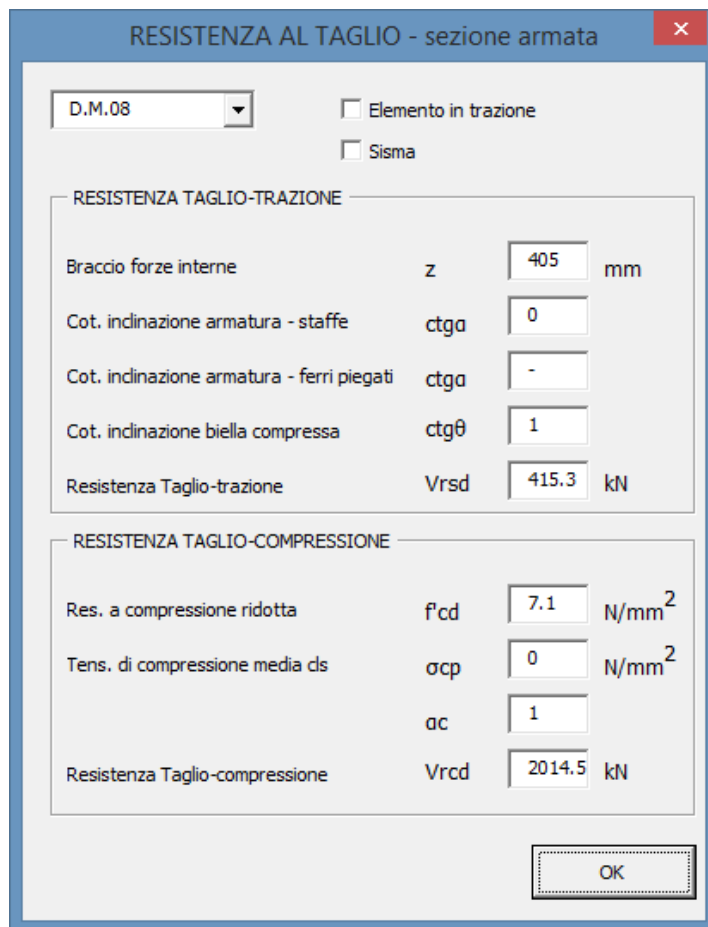 RESISTENZA AL TAGLIO - sezione armata
D.M.08
Elemento in trazione
Sisma
RESISTENZA TAGLIO-TRAZIONE
Braccio forze interne z 405 mm
Cot. inclinazione armatura - staffe ctgα 0
Cot. inclinazione armatura - ferri piegati ctgα -
Cot. inclinazione biella compressa ctgθ 1
Resistenza Taglio-trazione Vrsd 415.3 kN
RESISTENZA TAGLIO-COMPRESSIONE
Res. a compressione ridotta f'cd 7.1 N/mm²
Tens. di compressione media cls σcp 0 N/mm²
αc 1
Resistenza Taglio-compressione Vrcd 2014.5 kN
OK